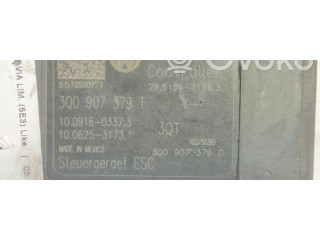 Controller
3Q0 907 379 T
10.0916-0337.3
10.0625-3173.1
3QT
MADE IN MEXICO
Steuergeraet ESC
3Q0 907 379 C
VIA LIM. (5E3) Like
OVOKO